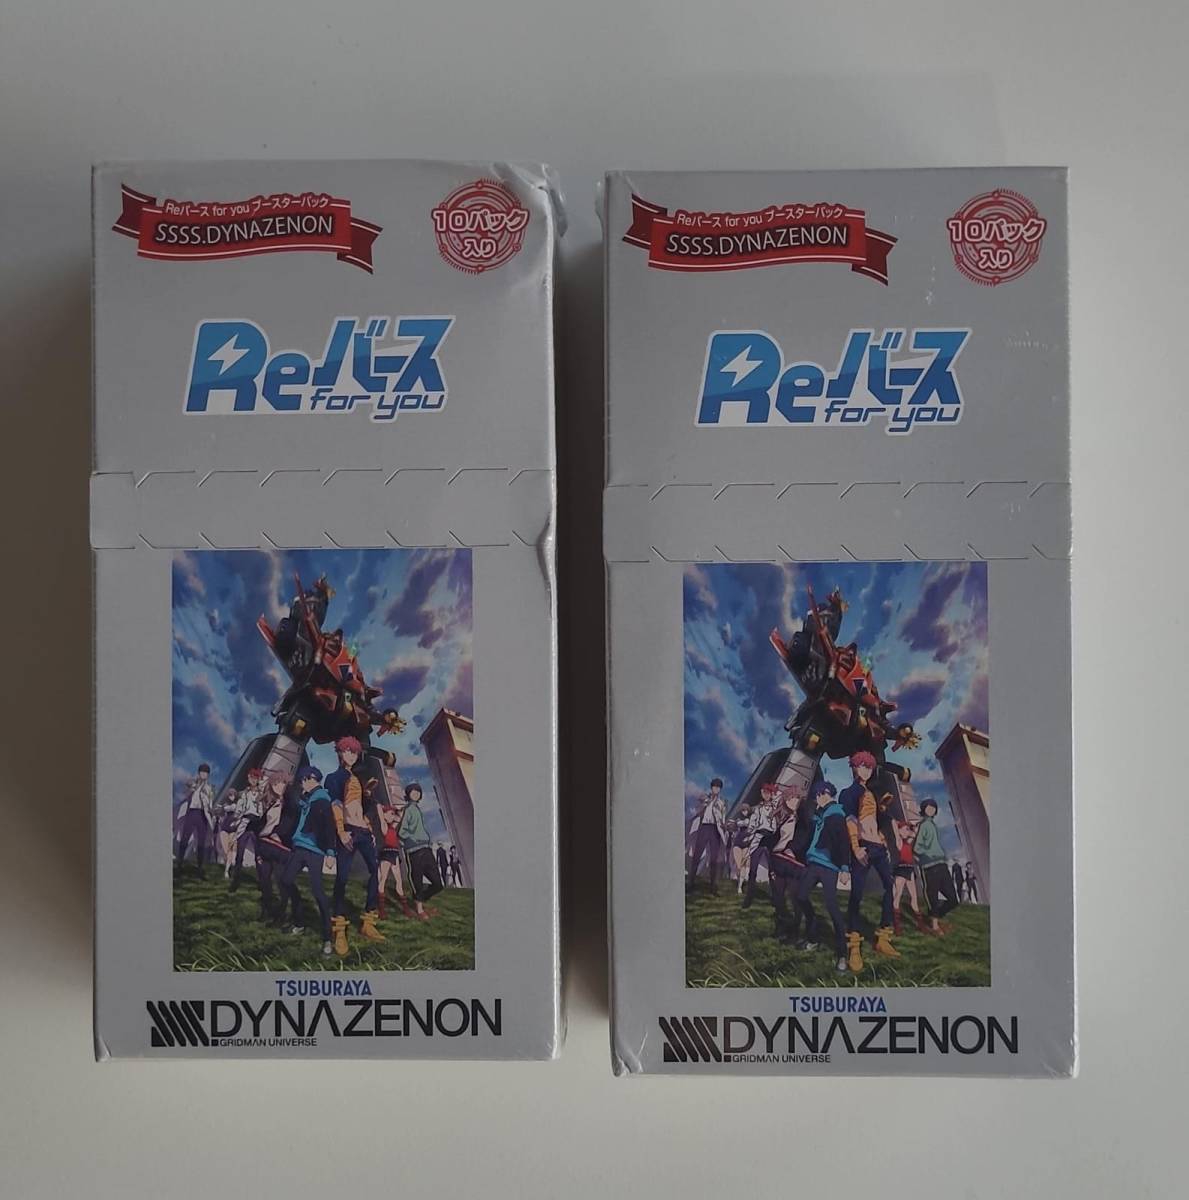 Reバース for you ブースターパック
SSSS.DYNAZENON
10パック
入り
Reバース
for you
TSUBURAYA
DYNAZENON
GRIDMAN UNIVERSE
Reバース for you ブースターパック
SSSS.DYNAZENON
10パック
入り
Reバース
for you
TSUBURAYA
DYNAZENON
GRIDMAN UNIVERSE